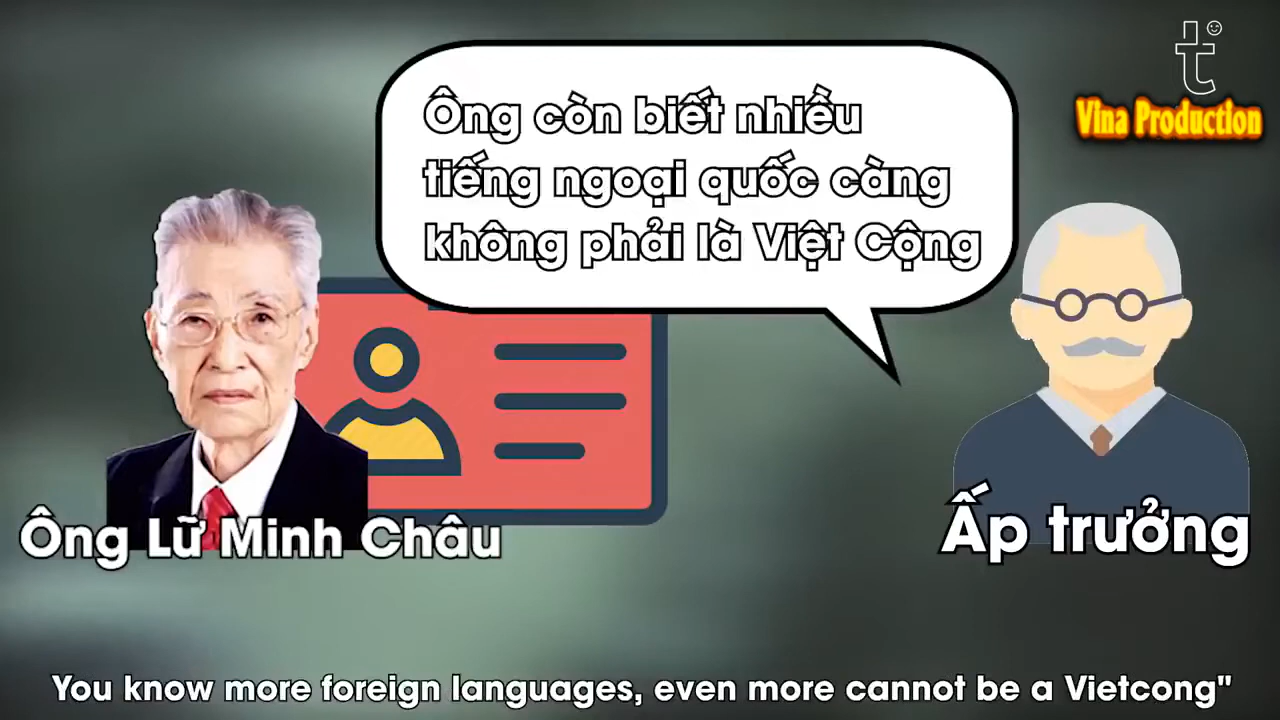 t
Vina Production
Ông còn biết nhiều
tiếng ngoại quốc càng
không phải là Việt Cộng
Ông Lữ Minh Châu
Ấp trưởng
You know more foreign languages, even more cannot be a Vietcong"